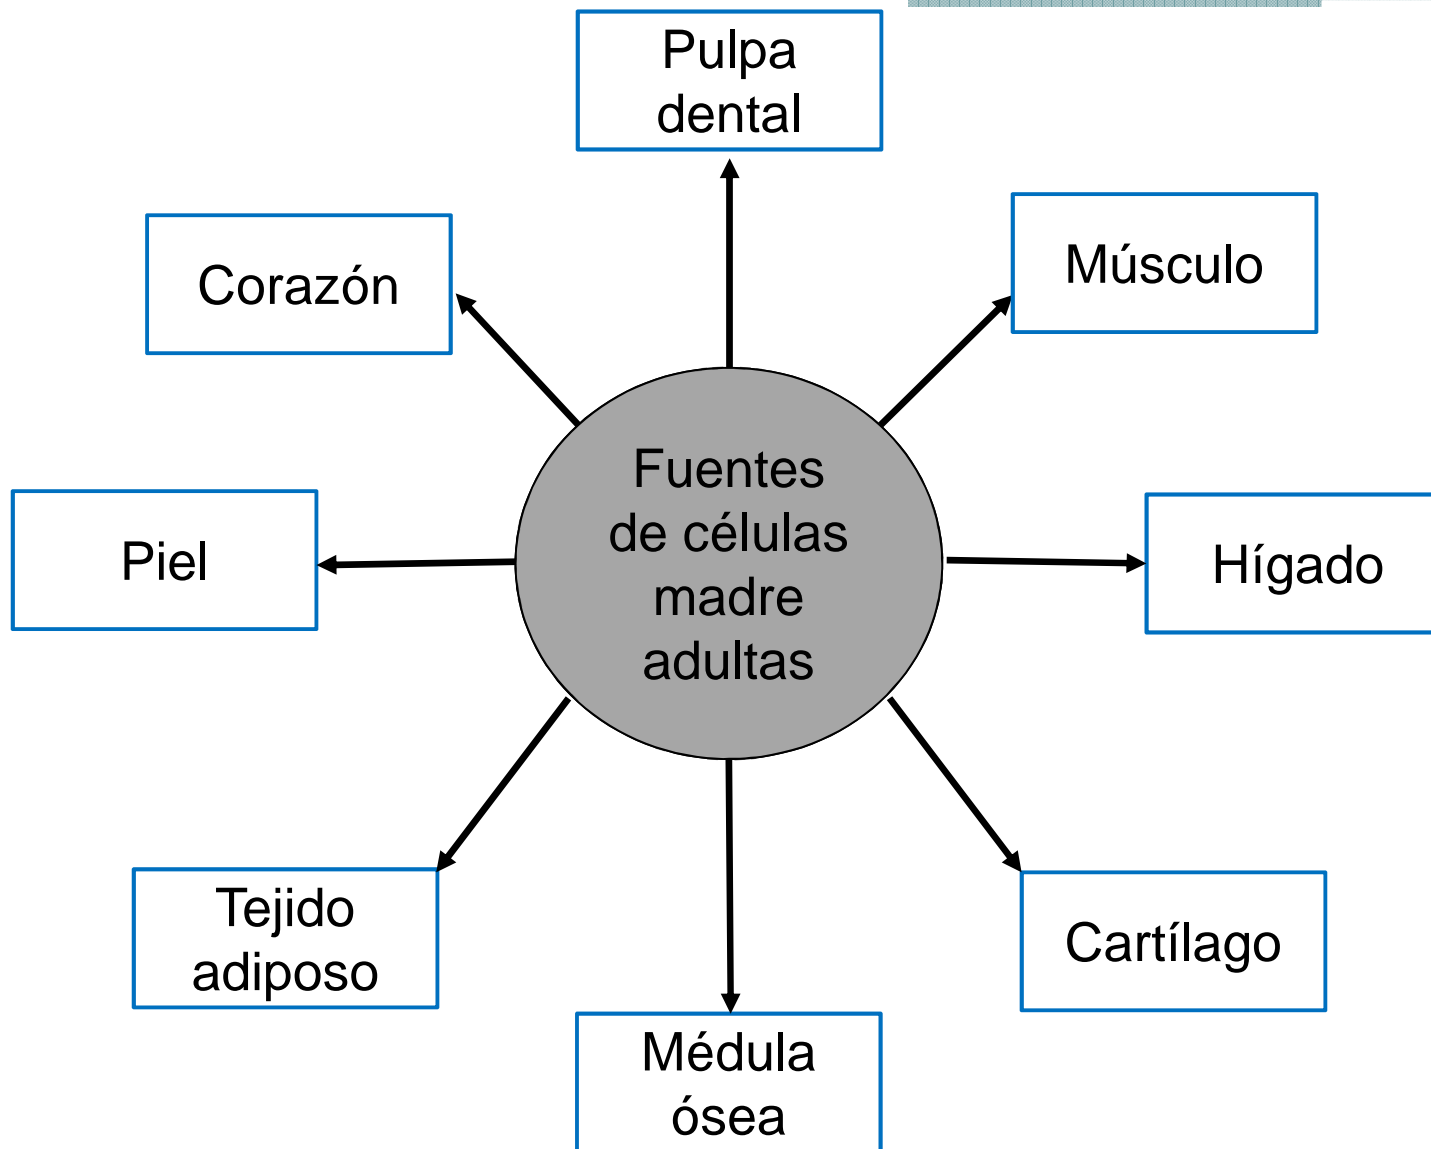 Pulpa
dental
Corazón
Músculo
Fuentes
de células
madre
adultas
Piel
Hígado
Tejido
adiposo
Cartílago
Médula
ósea